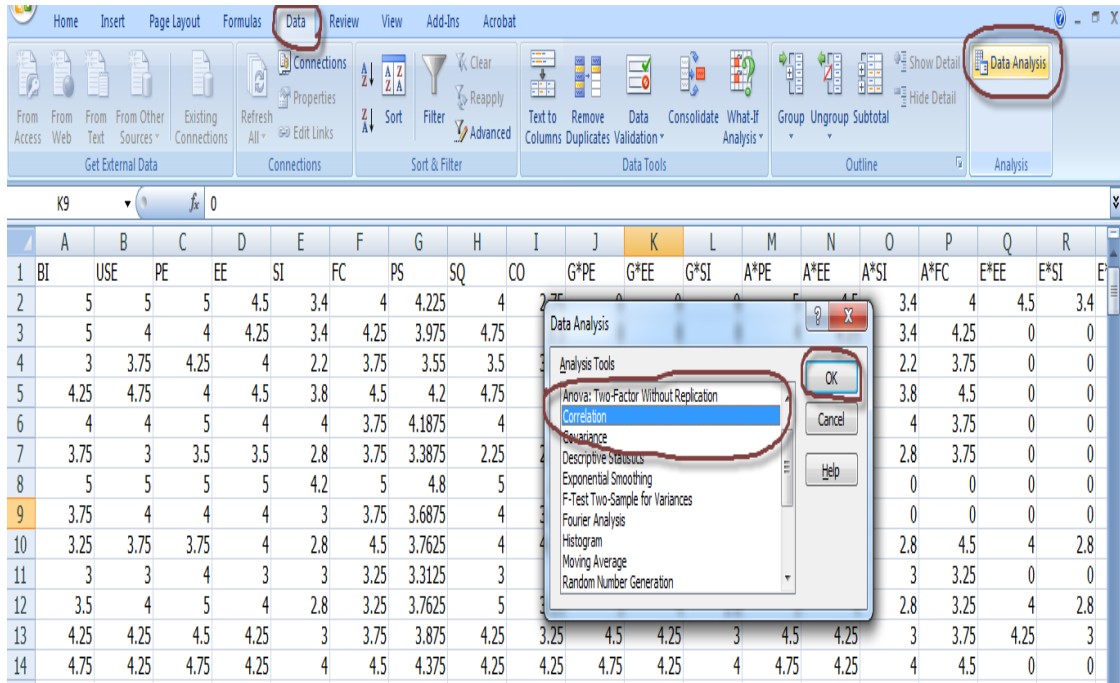 Home Insert Page Layout Formulas Data Review View Add-Ins Acrobat
From Access
From Web
From Text
From Other Sources
Existing Connections
Get External Data
Refresh All
Connections
Properties
Edit Links
Connections
Sort
Filter
Clear
Reapply
Advanced
Sort & Filter
Text to Columns
Remove Duplicates
Data Validation
Consolidate
What-If Analysis
Data Tools
Group
Ungroup
Subtotal
Show Detail
Hide Detail
Outline
Data Analysis
Analysis
K9 fx 0
A B C D E F G H I J K L M N O P Q R
1 BI USE PE EE SI FC PS SQ CO G*PE G*EE G*SI A*PE A*EE A*SI A*FC E*EE E*SI
2 5 5 5 4.5 3.4 4 4.225 4 3.4 4 4.5 3.4
3 5 4 4 4.25 3.4 4.25 3.975 4.75 3.4 4.25 0 0
4 3 3.75 4.25 4 2.2 3.75 3.55 3.5 2.2 3.75 0 0
5 4.25 4.75 4 4.5 3.8 4.5 4.2 4.75 3.8 4.5 0 0
6 4 4 5 4 4 3.75 4.1875 4 4 3.75 0 0
7 3.75 3 3.5 3.5 2.8 3.75 3.3875 2.25 2.8 3.75 0 0
8 5 5 5 5 4.2 5 4.8 5 0 0 0 0
9 3.75 4 4 4 3 3.75 3.6875 4 0 0 0 0
10 3.25 3.75 3.75 4 2.8 4.5 3.7625 4 2.8 4.5 4 2.8
11 3 3 4 3 3 3.25 3.3125 3 3 3.25 0 0
12 3.5 4 5 4 2.8 3.25 3.7625 5 2.8 3.25 4 2.8
13 4.25 4.25 4.5 4.25 3 3.75 3.875 4.25 3.25 4.5 4.25 3 4.5 4.25 3 3.75 4.25 3
14 4.75 4.25 4.75 4.25 4 4.5 4.375 4.25 4.25 4.75 4.25 4 4.75 4.25 4 4.5 0 0
Data Analysis
Analysis Tools
Anova: Two-Factor Without Replication
Correlation
Covariance
Descriptive Statistics
Exponential Smoothing
F-Test Two-Sample for Variances
Fourier Analysis
Histogram
Moving Average
Random Number Generation
OK
Cancel
Help